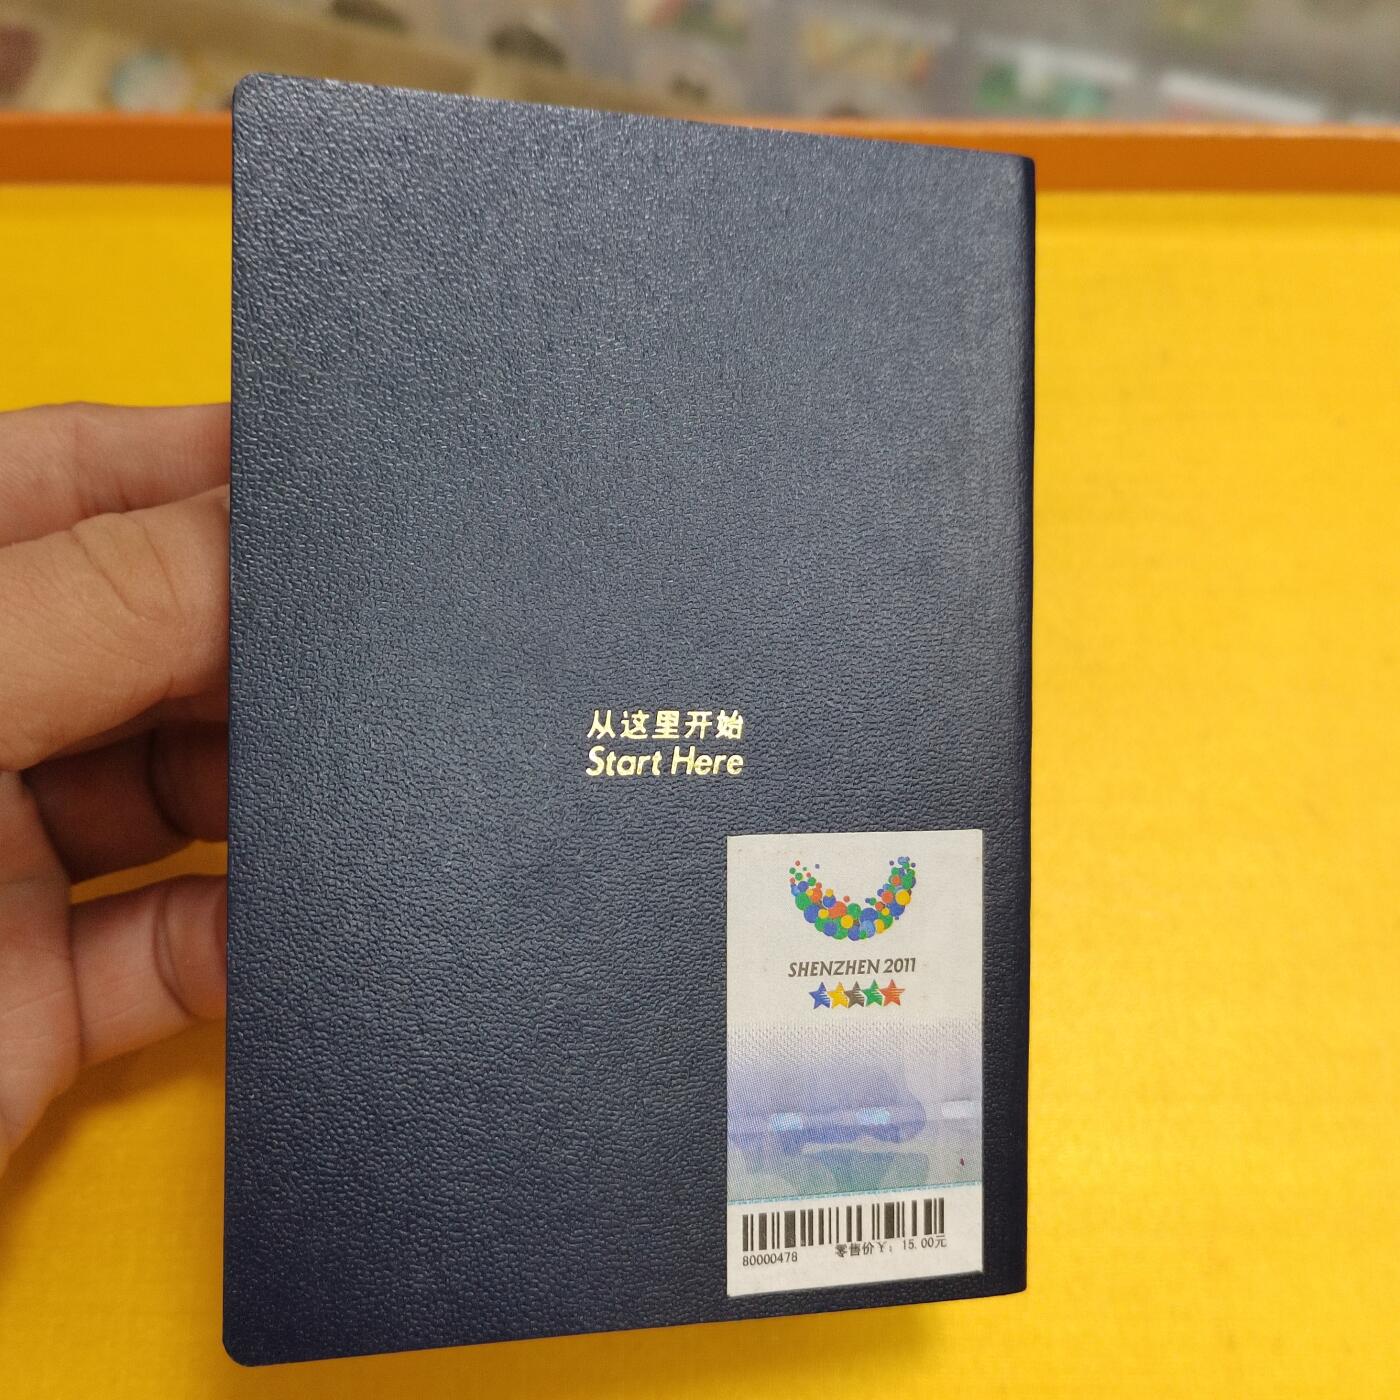 从这里开始
Start Here
SHENZHEN 2011
80000478
零售价￥: 15.00元